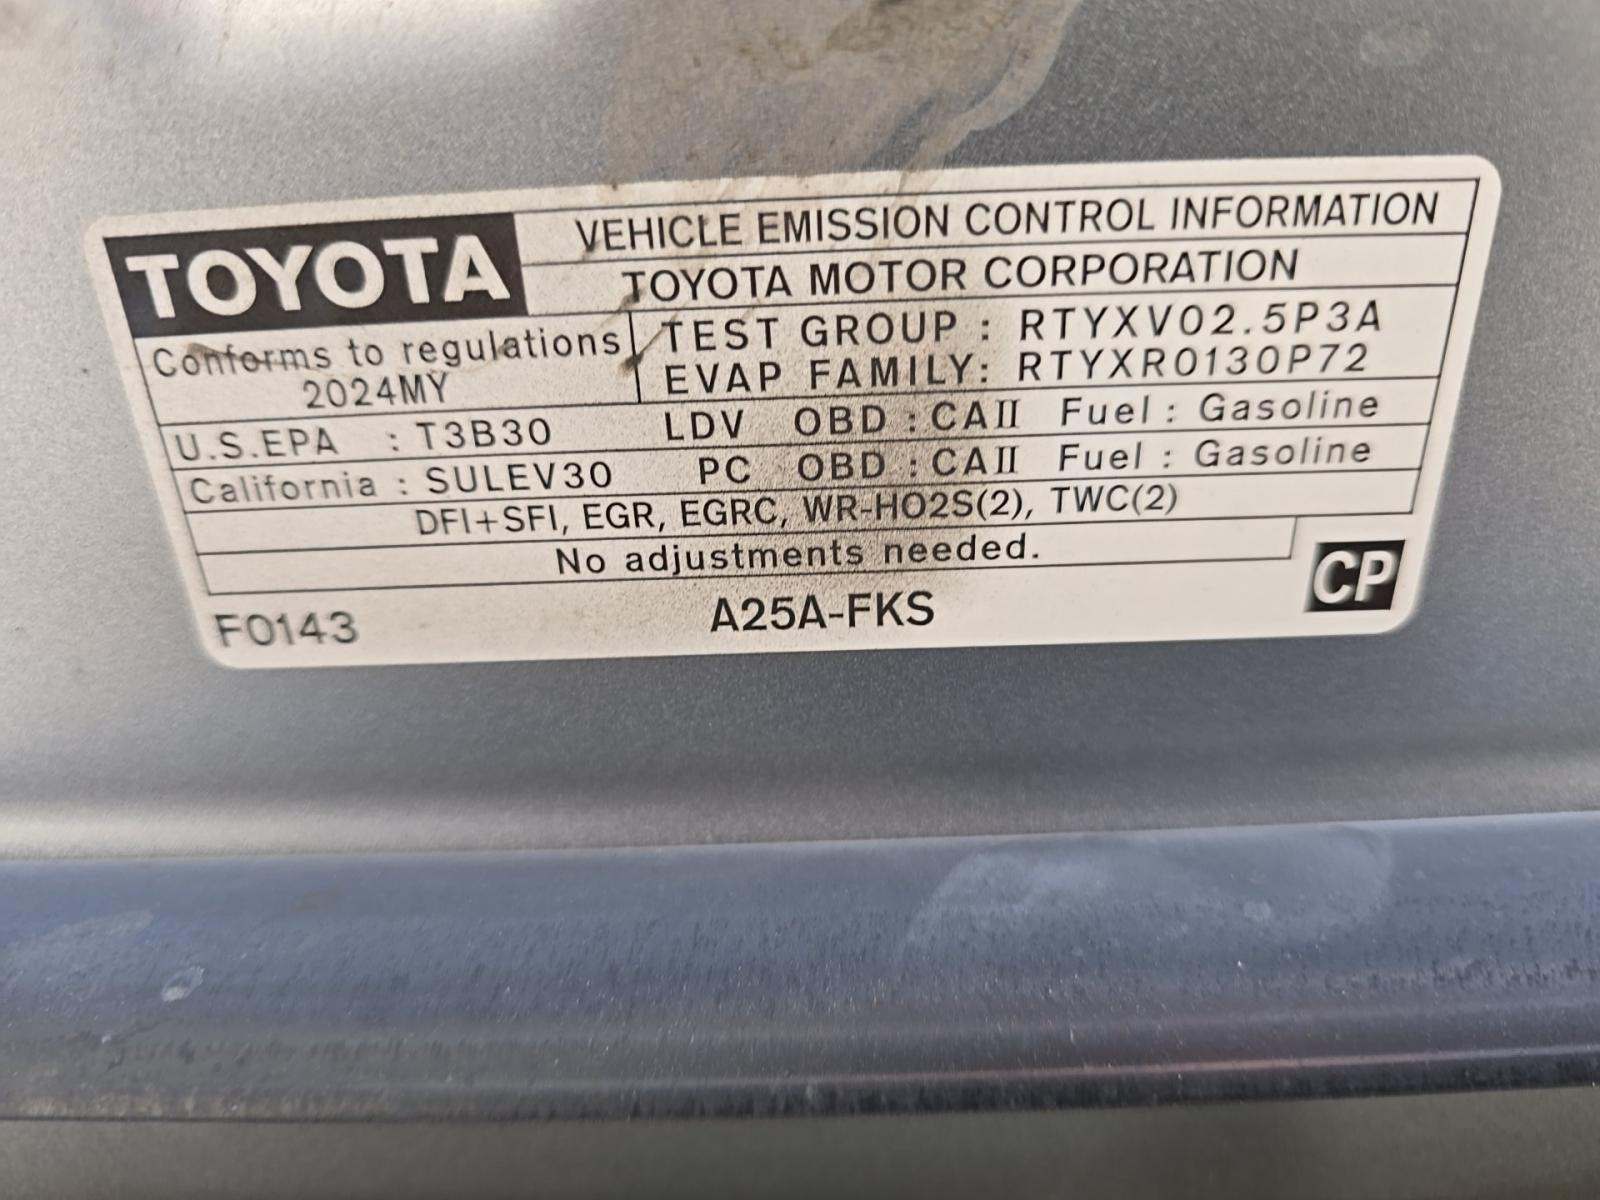 TOYOTA
VEHICLE EMISSION CONTROL INFORMATION
TOYOTA MOTOR CORPORATION
Conforms to regulations
2024MY
TEST GROUP : RTYXV02.5P3A
EVAP FAMILY: RTYXR0130P72
U.S.EPA : T3B30 LDV OBD : CAII Fuel : Gasoline
California : SULEV30 PC OBD : CAII Fuel : Gasoline
DFI+SFI, EGR, EGRC, WR-HO2S(2), TWC(2)
No adjustments needed.
F0143 A25A-FKS CP